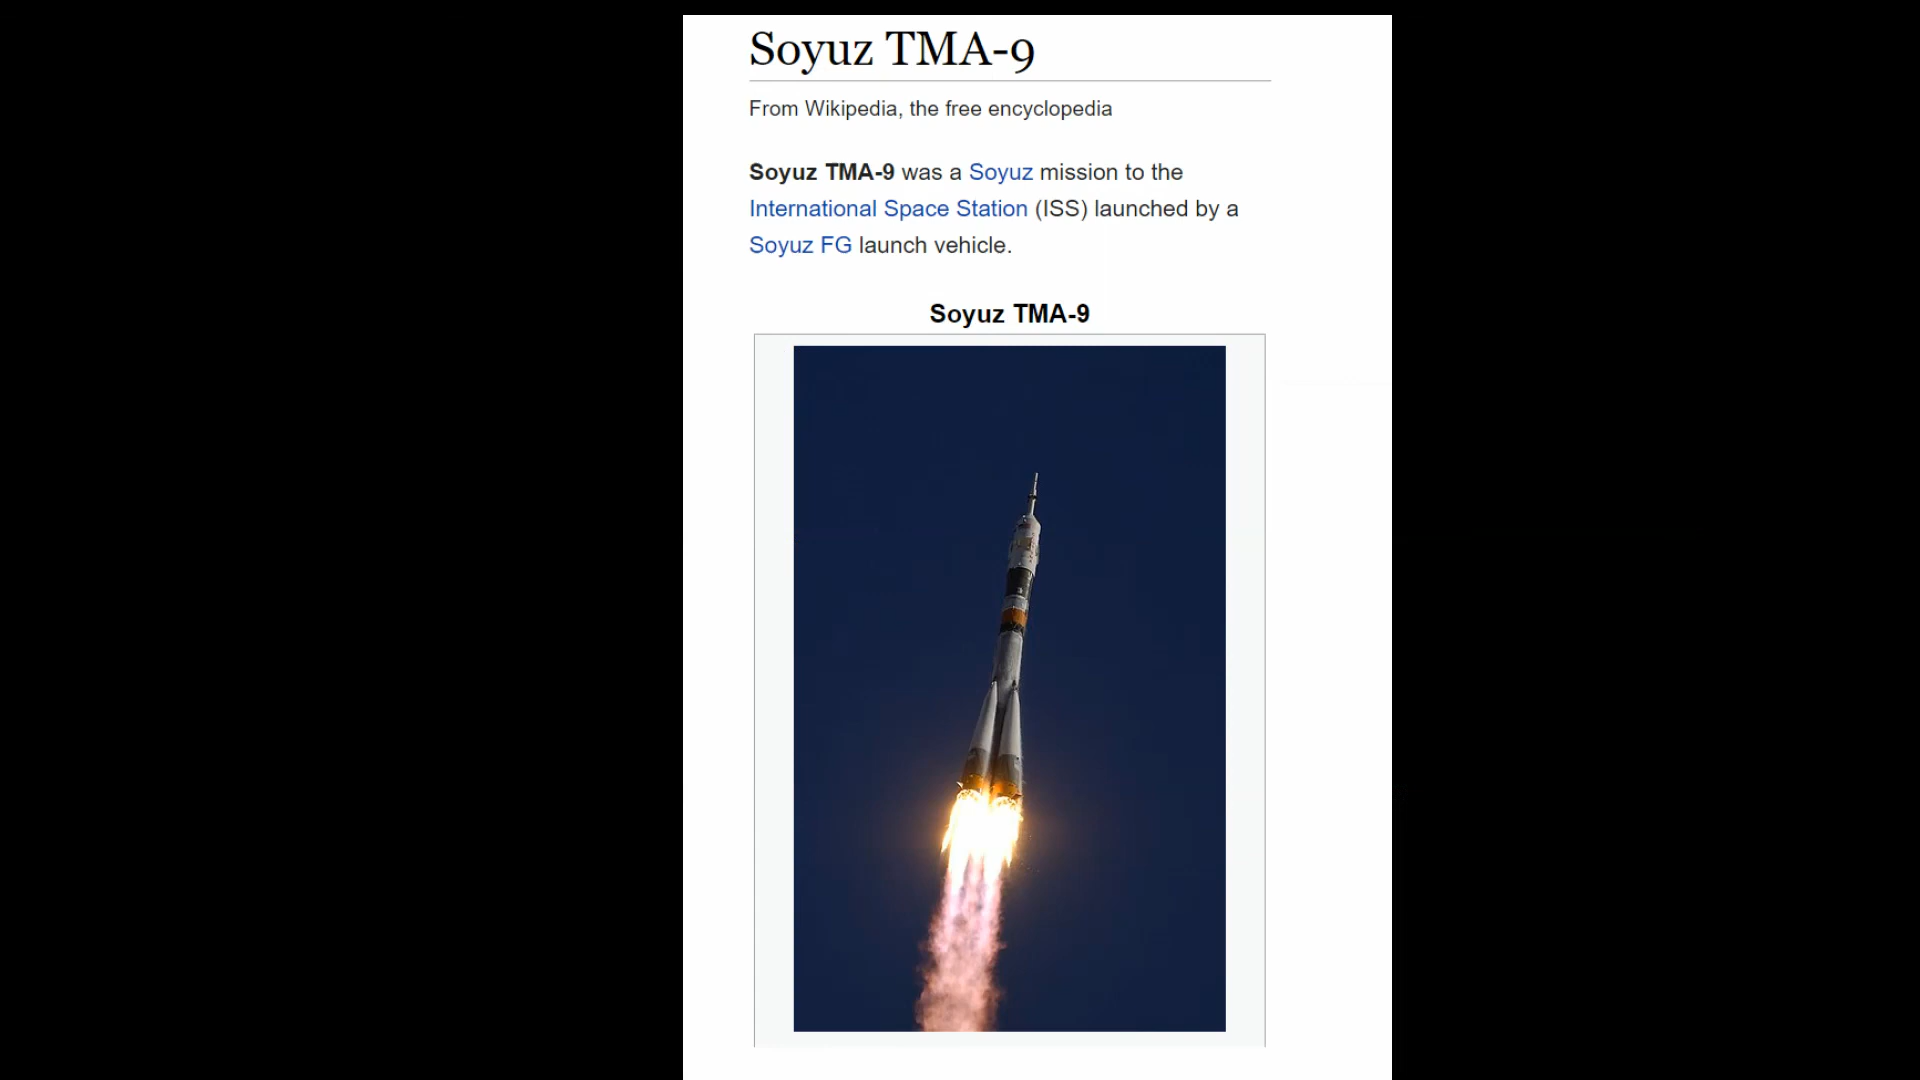 Soyuz TMA-9
From Wikipedia, the free encyclopedia
Soyuz TMA-9 was a Soyuz mission to the
International Space Station (ISS) launched by a
Soyuz FG launch vehicle.
Soyuz TMA-9